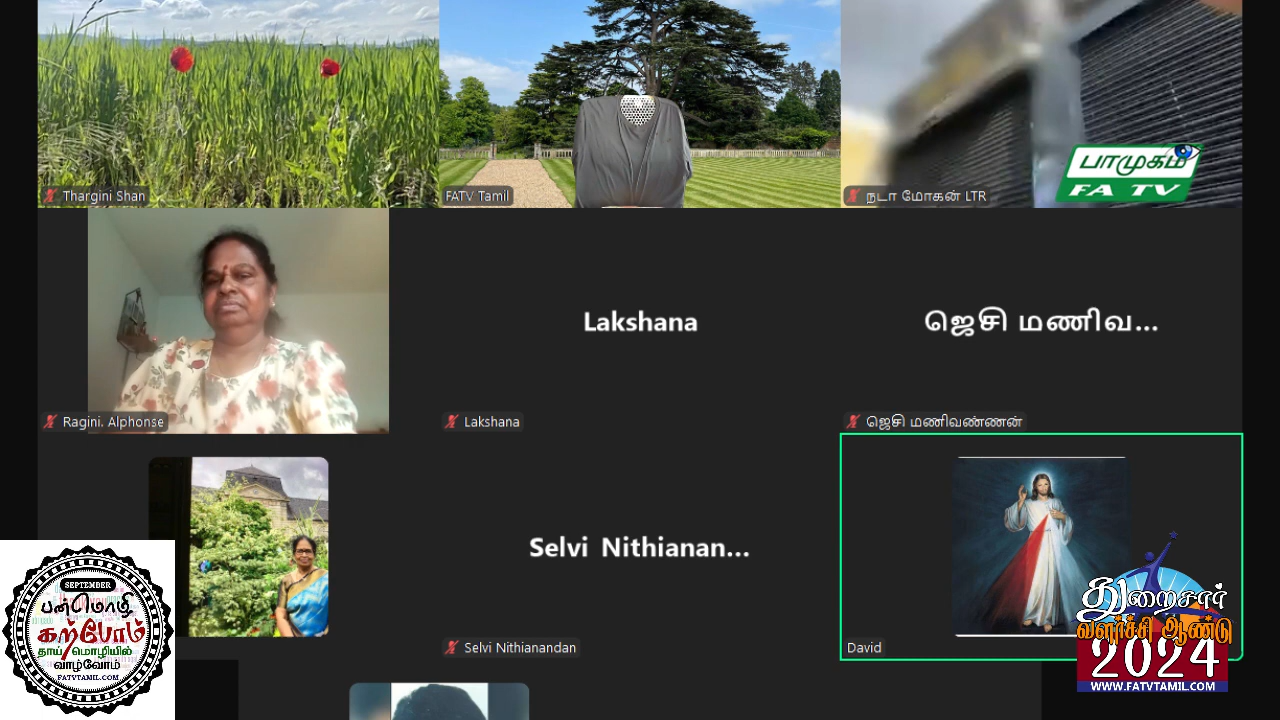 Thargini Shan
FATV Tamil
நடா மோகன் LTR
பாமுகம்
FA TV
Lakshana
ஜெசி மணிவ...
Ragini. Alphonse
Lakshana
ஜெசி மணிவண்ணன்
Selvi Nithianan...
Selvi Nithianandan
David
SEPTEMBER
பன்மொழி
கற்போம்
தாய் மொழியில்
வாழ்வோம்
FATVTAMIL.COM
துறைசார்
வளர்ச்சி ஆண்டு
2024
WWW.FATVTAMIL.COM